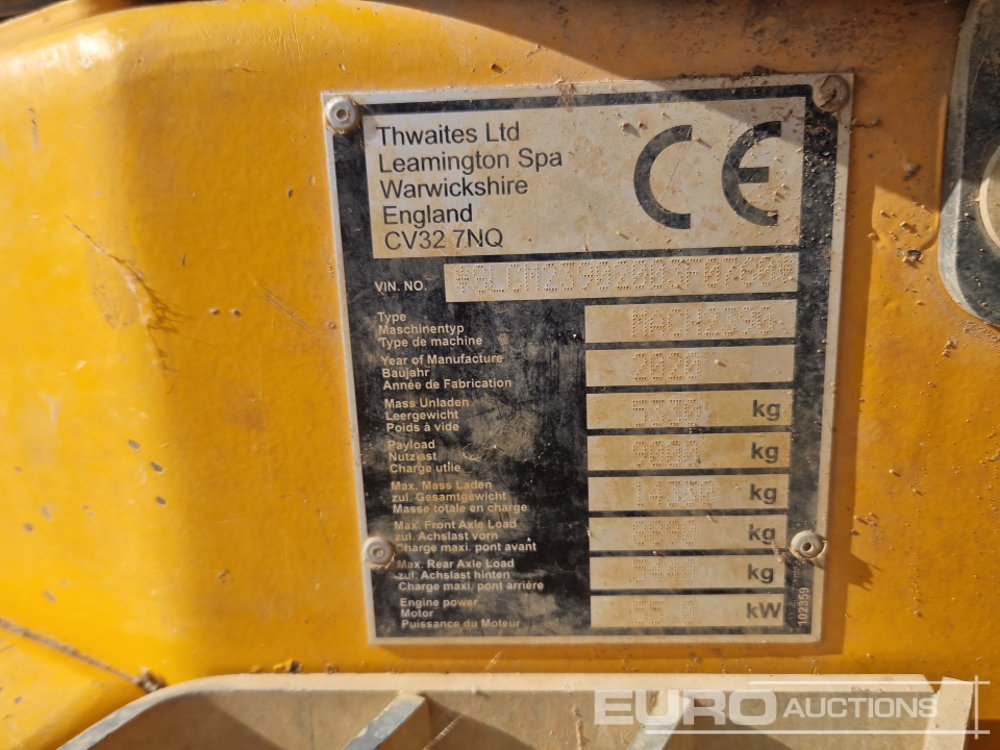 Thwaites Ltd
Leamington Spa
Warwickshire
England
CV32 7NQ
CE
VIN. NO.
Type
Maschinentyp
Type de machine
Year of Manufacture
Baujahr
Année de Fabrication
2020
Mass Unladen
Leergewicht
Poids à vide
kg
Payload
Nutzlast
Charge utile
9000 kg
Max. Mass Laden
zul. Gesamtgewicht
Masse totale en charge
kg
Max. Front Axle Load
zul. Achslast vorn
Charge maxi. pont avant
kg
Max. Rear Axle Load
zul. Achslast hinten
Charge maxi. pont arrière
kg
Engine power
Motor
Puissance du Moteur
kW
102359
EURO AUCTIONS